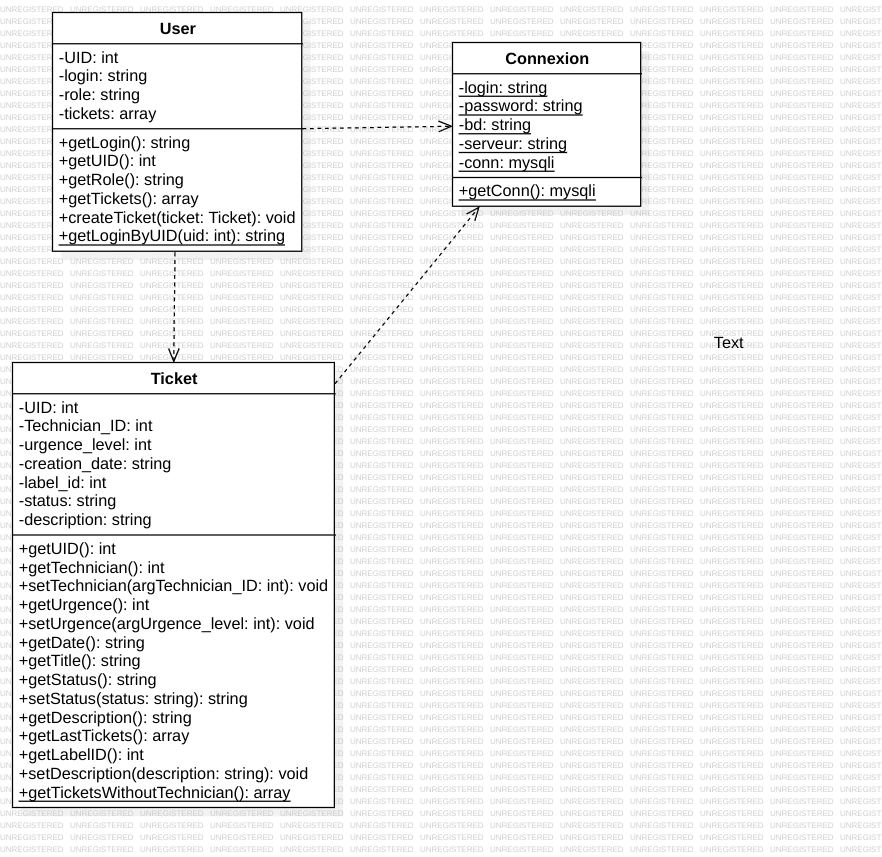 User
-UID: int
-login: string
-role: string
-tickets: array
+getLogin(): string
+getUID(): int
+getRole(): string
+getTickets(): array
+createTicket(ticket: Ticket): void
+getLoginByUID(uid: int): string
Connexion
-login: string
-password: string
-bd: string
-serveur: string
-conn: mysqli
+getConn(): mysqli
Text
Ticket
-UID: int
-Technician_ID: int
-urgence_level: int
-creation_date: string
-label_id: int
-status: string
-description: string
+getUID(): int
+getTechnician(): int
+setTechnician(argTechnician_ID: int): void
+getUrgence(): int
+setUrgence(argUrgence_level: int): void
+getDate(): string
+getTitle(): string
+getStatus(): string
+setStatus(status: string): string
+getDescription(): string
+getLastTickets(): array
+getLabelID(): int
+setDescription(description: string): void
+getTicketsWithoutTechnician(): array
UNREGISTERED